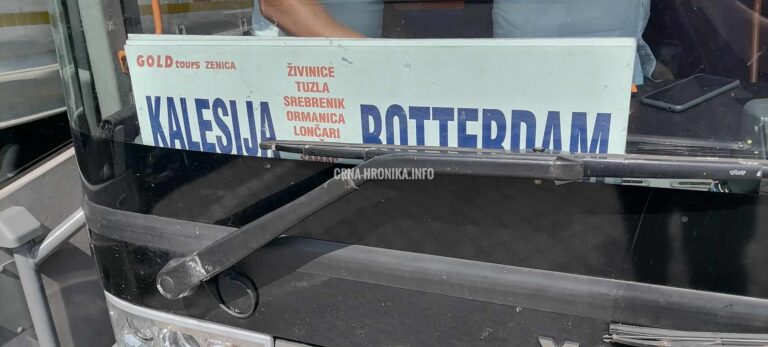 GOLD tours ZENICA
ŽIVINICE
TUZLA
SREBRENIK
ORMANICA
LONČARI
KALESIJA
ROTTERDAM
CRNA-HRONIKA.INFO